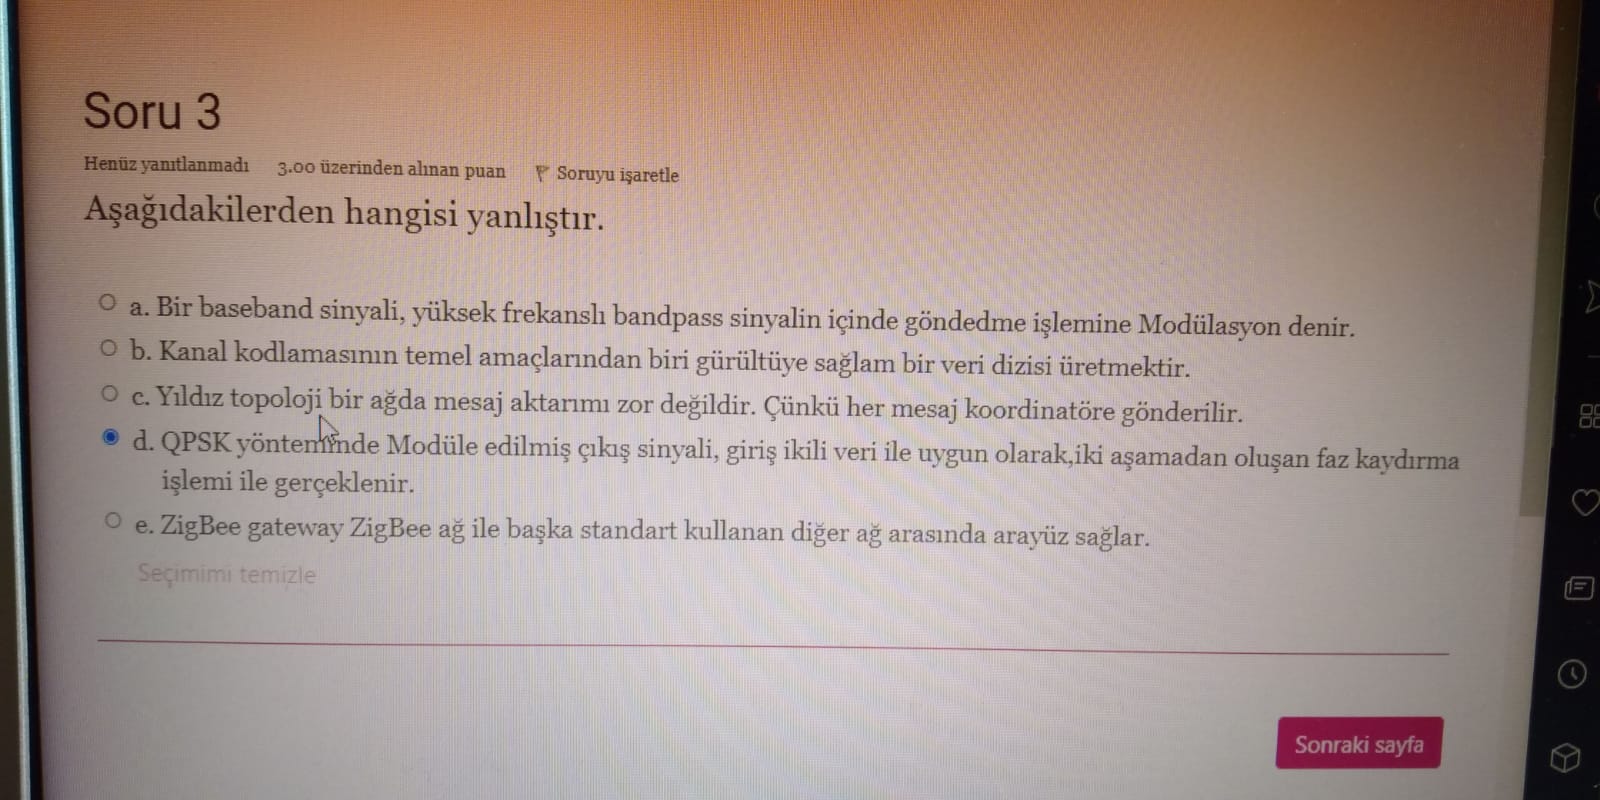 Soru 3
Henüz yanıtlanmadı 3.00 üzerinden alınan puan Soruyu işaretle
Aşağıdakilerden hangisi yanlıştır.
a. Bir baseband sinyali, yüksek frekanslı bandpass sinyalin içinde göndedme işlemine Modülasyon denir.
b. Kanal kodlamasının temel amaçlarından biri gürültüye sağlam bir veri dizisi üretmektir.
c. Yıldız topoloji bir ağda mesaj aktarımı zor değildir. Çünkü her mesaj koordinatöre gönderilir.
d. QPSK yönteminde Modüle edilmiş çıkış sinyali, giriş ikili veri ile uygun olarak,iki aşamadan oluşan faz kaydırma
işlemi ile gerçeklenir.
e. ZigBee gateway ZigBee ağ ile başka standart kullanan diğer ağ arasında arayüz sağlar.
Seçimimi temizle
Sonraki sayfa